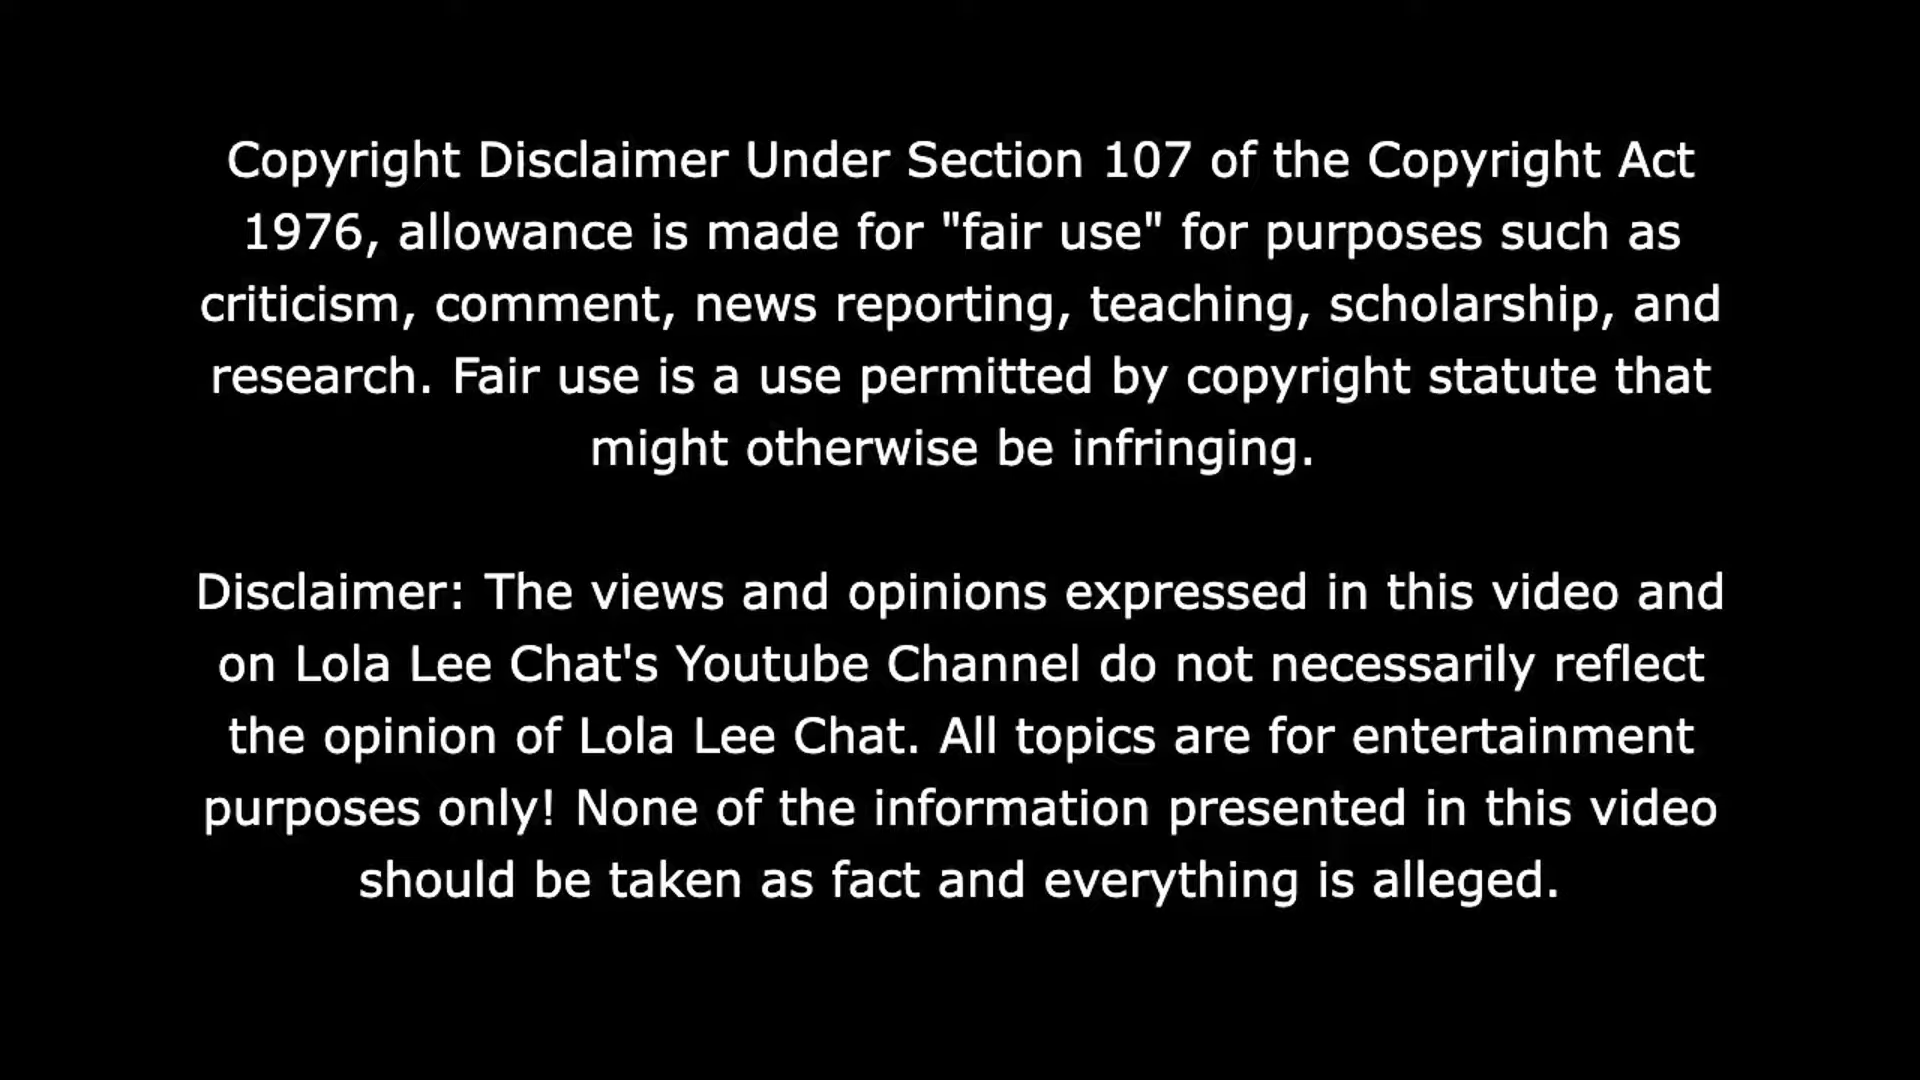 Copyright Disclaimer Under Section 107 of the Copyright Act
1976, allowance is made for "fair use" for purposes such as
criticism, comment, news reporting, teaching, scholarship, and
research. Fair use is a use permitted by copyright statute that
might otherwise be infringing.
Disclaimer: The views and opinions expressed in this video and
on Lola Lee Chat's Youtube Channel do not necessarily reflect
the opinion of Lola Lee Chat. All topics are for entertainment
purposes only! None of the information presented in this video
should be taken as fact and everything is alleged.